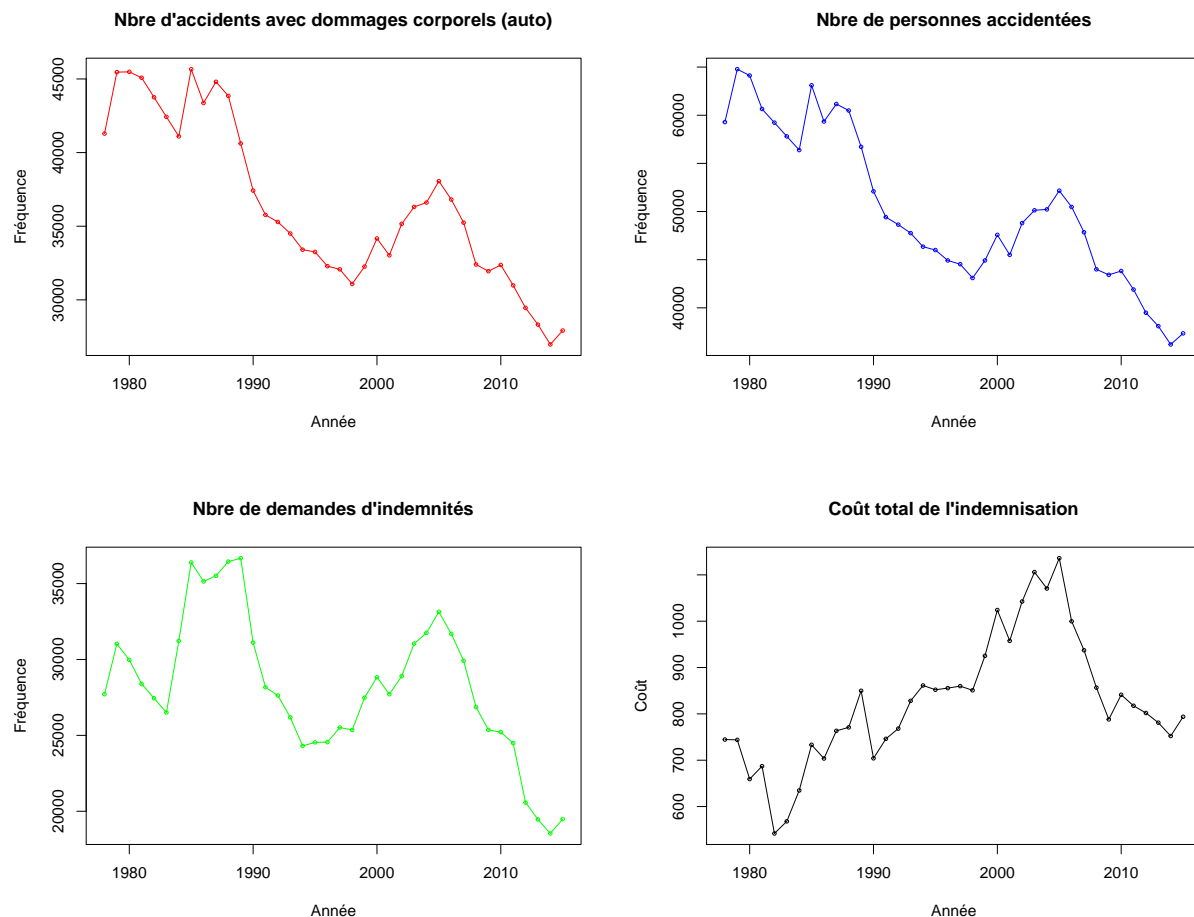 Nbre d'accidents avec dommages corporels (auto)
Fréquence
45000
40000
35000
30000
1980
1990
2000
2010
Année
Nbre de personnes accidentées
Fréquence
60000
50000
40000
1980
1990
2000
2010
Année
Nbre de demandes d'indemnités
Fréquence
35000
30000
25000
20000
1980
1990
2000
2010
Année
Coût total de l'indemnisation
Coût
1000
900
800
700
600
1980
1990
2000
2010
Année